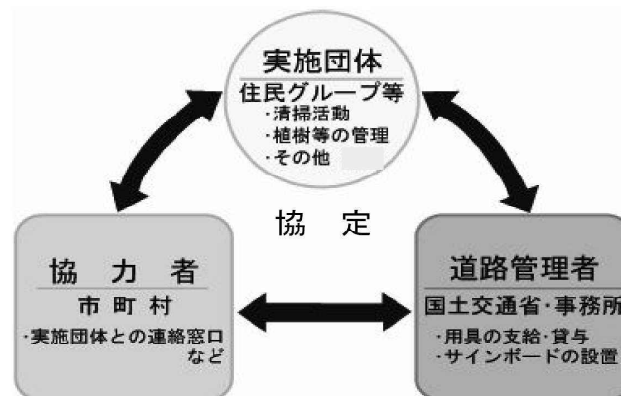 実施団体
住民グループ等
・清掃活動
・植樹等の管理
・その他
協定
協力者
市町村
・実施団体との連絡窓口
など
道路管理者
国土交通省・事務所
・用具の支給・貸与
・サインボードの設置